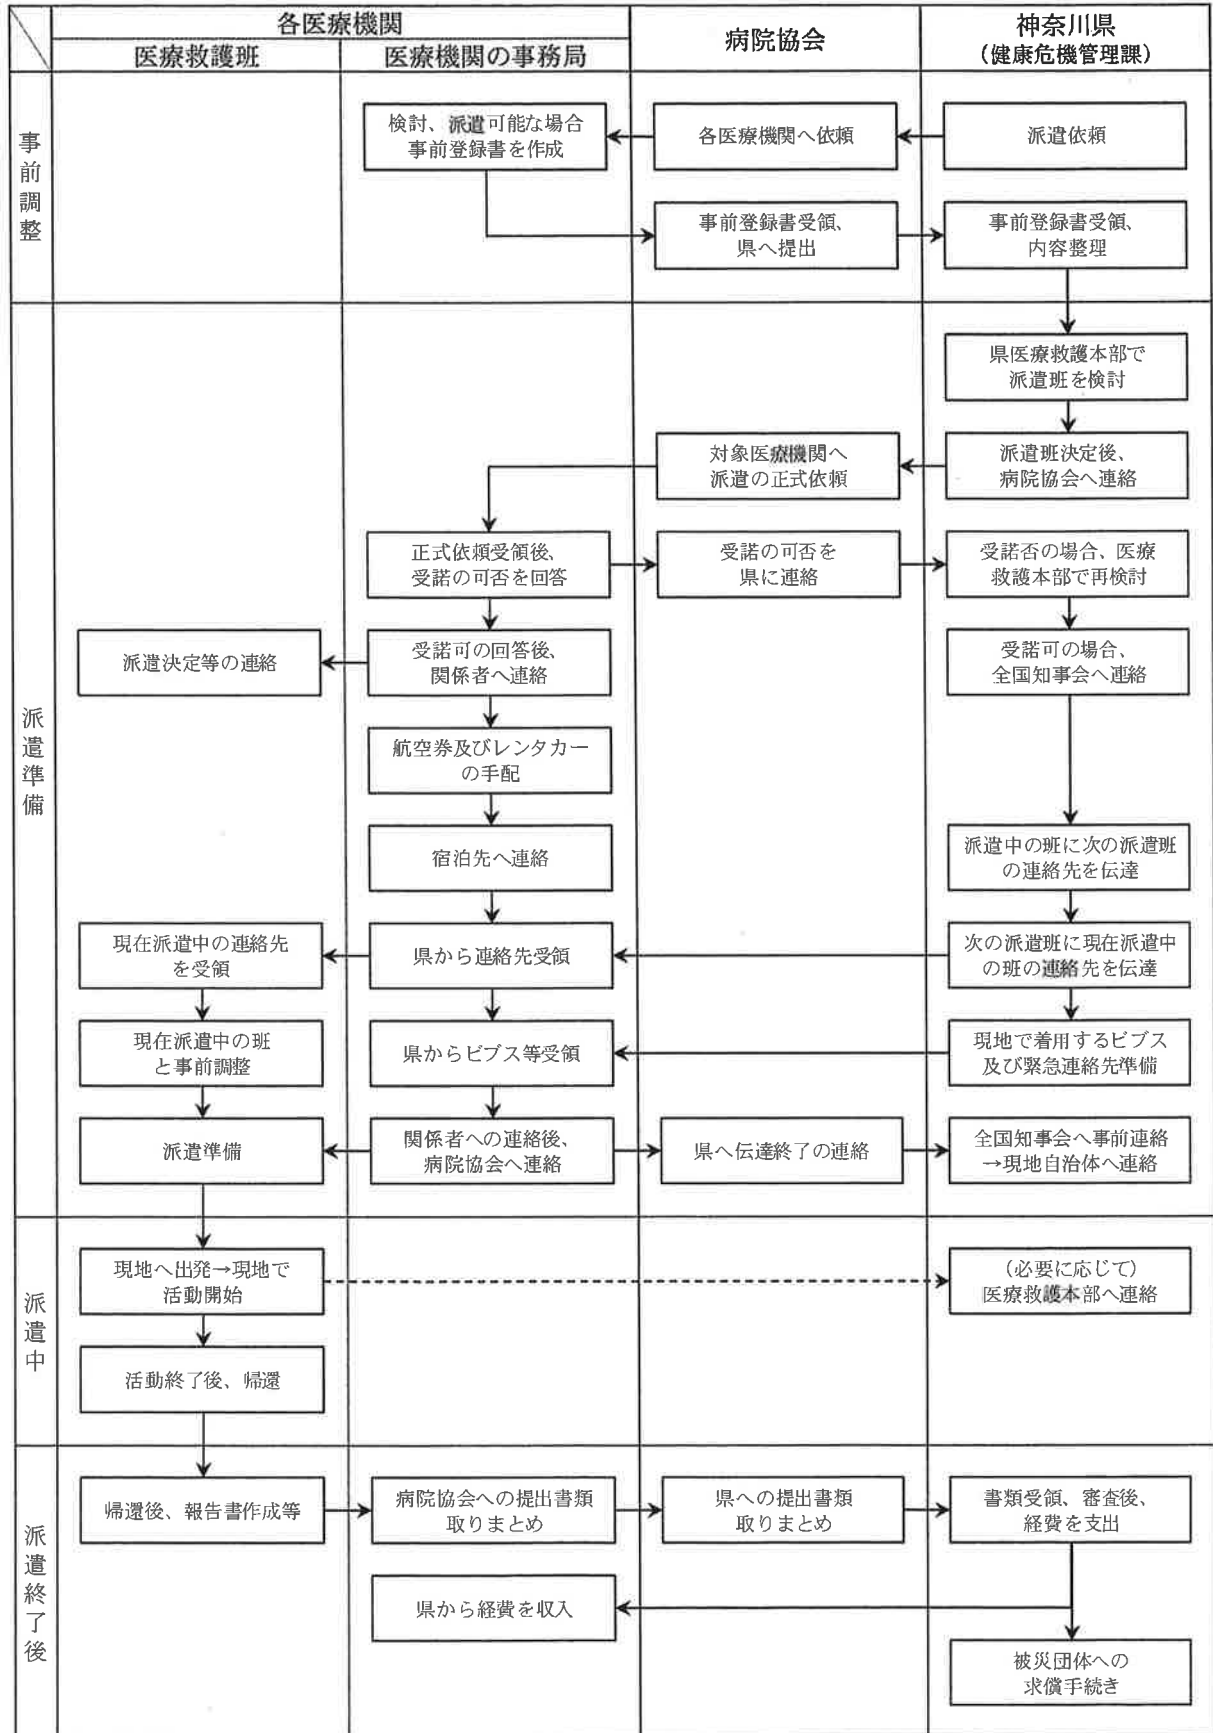 各医療機関
病院協会
神奈川県
（健康危機管理課）
医療救護班
医療機関の事務局
事前調整
検討、派遣可能な場合
事前登録書を作成
各医療機関へ依頼
派遣依頼
事前登録書受領、
県へ提出
事前登録書受領、
内容整理
派遣準備
県医療救護本部で
派遣班を検討
対象医療機関へ
派遣の正式依頼
派遣班決定後、
病院協会へ連絡
正式依頼受領後、
受諾の可否を回答
受諾の可否を
県に連絡
受諾否の場合、医療
救護本部で再検討
派遣決定等の連絡
受諾可の回答後、
関係者へ連絡
受諾可の場合、
全国知事会へ連絡
航空券及びレンタカー
の手配
宿泊先へ連絡
派遣中の班に次の派遣班
の連絡先を伝達
現在派遣中の連絡先
を受領
県から連絡先受領
次の派遣班に現在派遣中
の班の連絡先を伝達
現在派遣中の班
と事前調整
県からビブス等受領
現地で着用するビブス
及び緊急連絡先準備
派遣準備
関係者への連絡後、
病院協会へ連絡
県へ伝達終了の連絡
全国知事会へ事前連絡
→現地自治体へ連絡
派遣中
現地へ出発→現地で
活動開始
（必要に応じて）
医療救護本部へ連絡
活動終了後、帰還
派遣終了後
帰還後、報告書作成等
病院協会への提出書類
取りまとめ
県への提出書類
取りまとめ
書類受領、審査後、
経費を支出
県から経費を収入
被災団体への
求償手続き